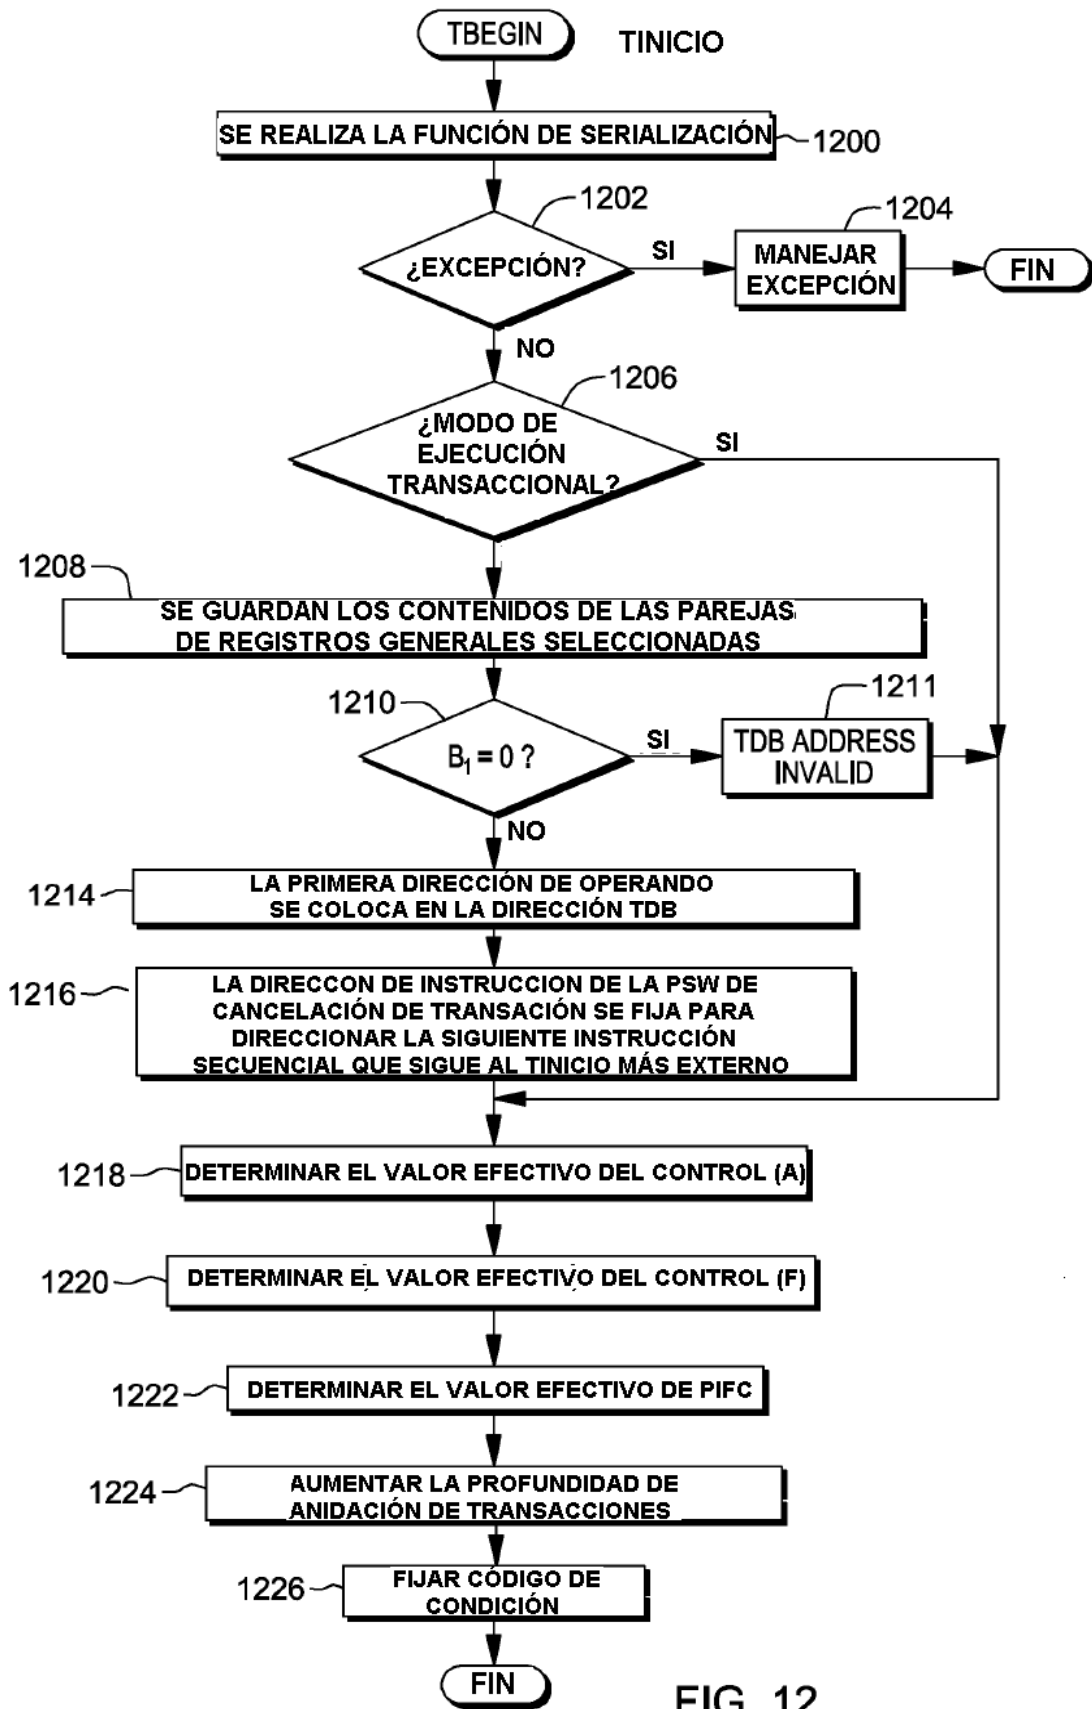 TBEGIN
TINICIO
SE REALIZA LA FUNCIÓN DE SERIALIZACIÓN
1200
1202
¿EXCEPCIÓN?
SI
1204
MANEJAR
EXCEPCIÓN
FIN
NO
1206
¿MODO DE
EJECUCIÓN
TRANSACCIONAL?
SI
1208
SE GUARDAN LOS CONTENIDOS DE LAS PAREJAS
DE REGISTROS GENERALES SELECCIONADAS
1210
B₁ = 0 ?
SI
1211
TDB ADDRESS
INVALID
NO
1214
LA PRIMERA DIRECCIÓN DE OPERANDO
SE COLOCA EN LA DIRECCIÓN TDB
1216
LA DIRECCON DE INSTRUCCION DE LA PSW DE
CANCELACIÓN DE TRANSACIÓN SE FIJA PARA
DIRECCIONAR LA SIGUIENTE INSTRUCCIÓN
SECUENCIAL QUE SIGUE AL TINICIO MÁS EXTERNO
1218
DETERMINAR EL VALOR EFECTIVO DEL CONTROL (A)
1220
DETERMINAR EL VALOR EFECTIVO DEL CONTROL (F)
1222
DETERMINAR EL VALOR EFECTIVO DE PIFC
1224
AUMENTAR LA PROFUNDIDAD DE
ANIDACIÓN DE TRANSACCIONES
1226
FIJAR CÓDIGO DE
CONDICIÓN
FIN
FIG. 12